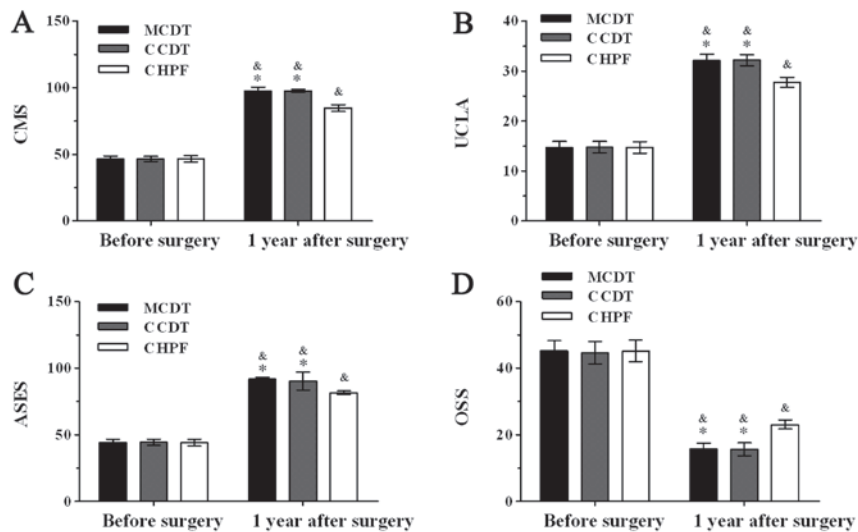 A
MCDT
CCDT
CHPF
150
100
50
0
CMS
& & &
* *
Before surgery 1 year after surgery
B
MCDT
CCDT
CHPF
40
30
20
10
0
UCLA
& & &
* *
Before surgery 1 year after surgery
C
MCDT
CCDT
CHPF
150
100
50
0
ASES
& & &
* *
Before surgery 1 year after surgery
D
MCDT
CCDT
CHPF
60
40
20
0
OSS
& & &
* *
Before surgery 1 year after surgery